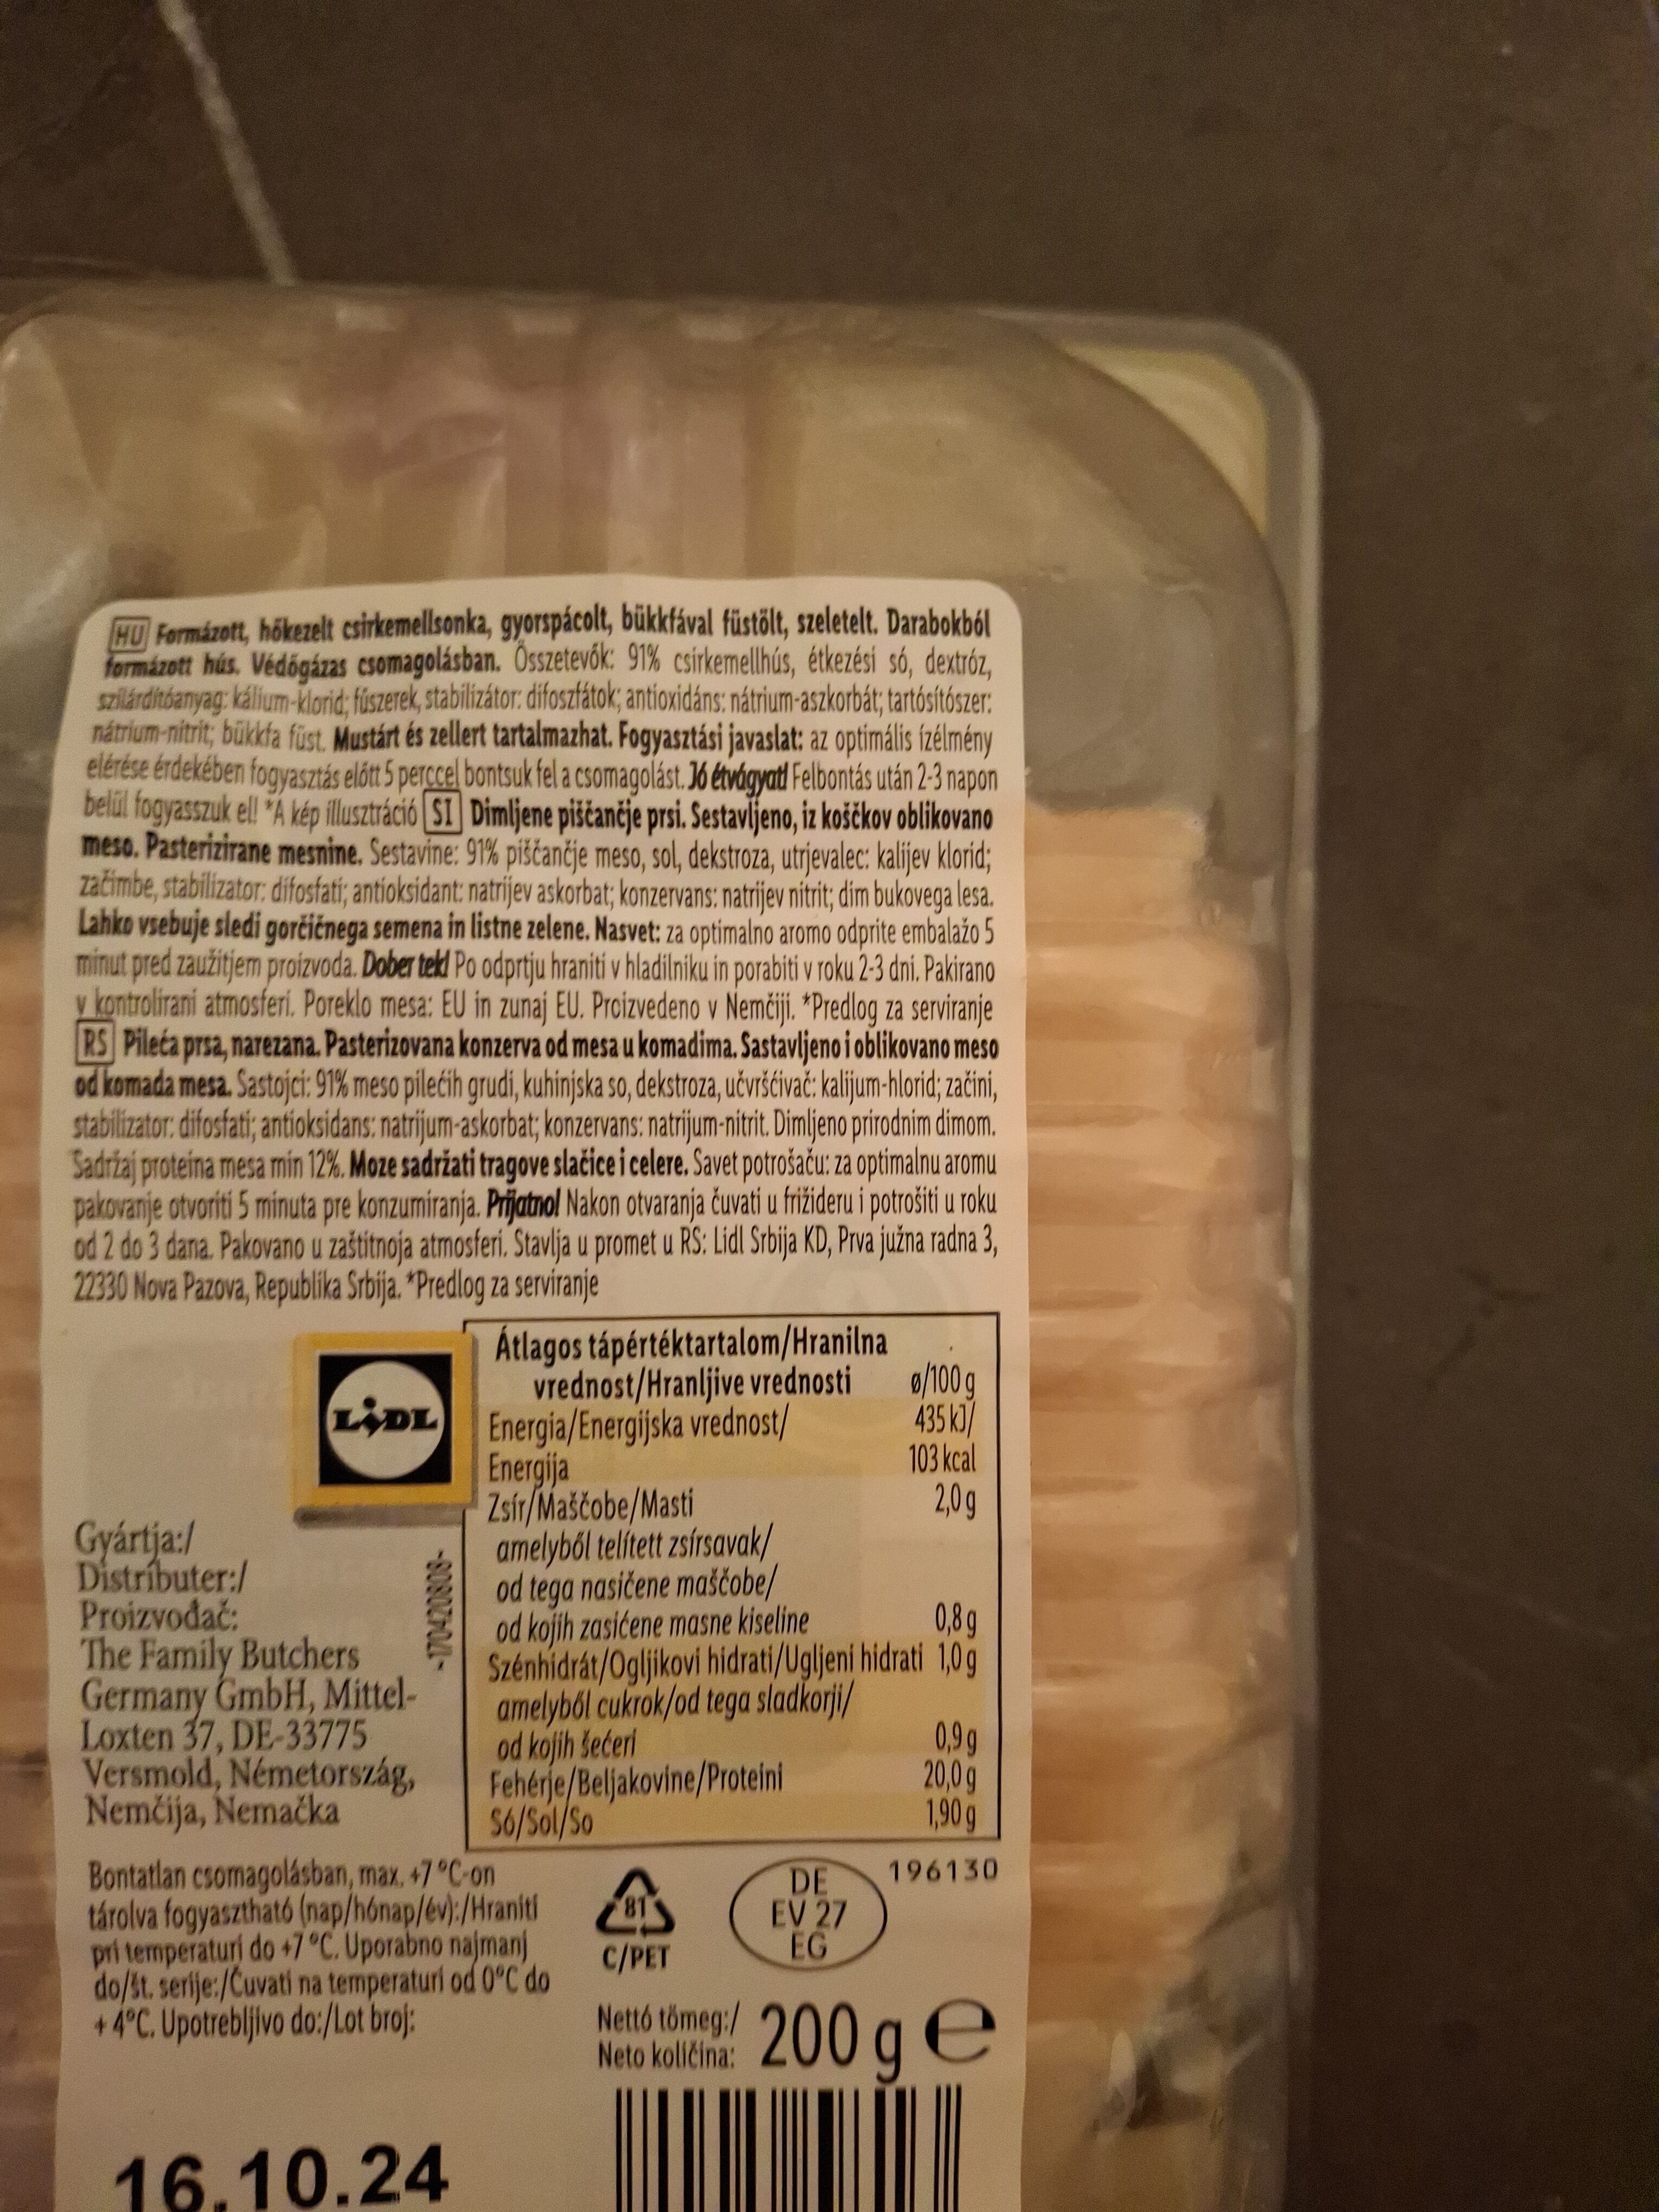 HU Formázott, hőkezelt csirkemellsonka, gyorspácolt, bükkfával füstölt, szeletelt. Darabokból
formázott hús. Védőgázas csomagolásban. Összetevők: 91% csirkemellhús, étkezési só, dextróz,
szilárdítóanyag: kálium-klorid; fűszerek, stabilizátor: difoszfátok; antioxidáns: nátrium-aszkorbát; tartósítószer:
nátrium-nitrit; bükkfa füst. Mustárt és zellert tartalmazhat. Fogyasztási javaslat: az optimális ízélmény
elérése érdekében fogyasztás előtt 5 perccel bontsuk fel a csomagolást. Jó étvágyat! Felbontás után 2-3 napon
belül fogyasszuk el! *A kép illusztráció SI Dimljene piščančje prsi. Sestavljeno, iz koščkov oblikovano
meso. Pasterizirane mesnine. Sestavine: 91% piščančje meso, sol, dekstroza, utrjevalec: kalijev klorid;
začimbe, stabilizator: difosfati; antioksidant: natrijev askorbat; konzervans: natrijev nitrit; dim bukovega lesa.
Lahko vsebuje sledi gorčičnega semena in listne zelene. Nasvet: za optimalno aromo odprite embalažo 5
minut pred zaužitjem proizvoda. Dober tek! Po odprtju hraniti v hladilniku in porabiti v roku 2-3 dni. Pakirano
v kontrolirani atmosferi. Poreklo mesa: EU in zunaj EU. Proizvedeno v Nemčiji. *Predlog za serviranje
RS Pileća prsa, narezana. Pasterizovana konzerva od mesa u komadima. Sastavljeno i oblikovano meso
od komada mesa. Sastojci: 91% meso pilećih grudi, kuhinjska so, dekstroza, učvršćivač: kalijum-hlorid; začini,
stabilizator: difosfati; antioksidans: natrijum-askorbat; konzervans: natrijum-nitrit. Dimljeno prirodnim dimom.
Sadržaj proteina mesa min 12%. Moze sadržati tragove slačice i celere. Savet potrošaču: za optimalnu aromu
pakovanje otvoriti 5 minuta pre konzumiranja. Prijatno! Nakon otvaranja čuvati u frižideru i potrošiti u roku
od 2 do 3 dana. Pakovano u zaštitnoja atmosferi. Stavlja u promet u RS: Lidl Srbija KD, Prva južna radna 3,
22330 Nova Pazova, Republika Srbija. *Predlog za serviranje
LIDL
Átlagos tápértéktartalom/Hranilna
vrednost/Hranljive vrednosti ø/100 g
Energia/Energijska vrednost/ 435 kJ/
Energija 103 kcal
Zsír/Maščobe/Masti 2,0 g
amelyből telített zsírsavak/
od tega nasičene maščobe/
od kojih zasićene masne kiseline 0,8 g
Szénhidrát/Ogljikovi hidrati/Ugljeni hidrati 1,0 g
amelyből cukrok/od tega sladkorji/
od kojih šećeri 0,9 g
Fehérje/Beljakovine/Proteini 20,0 g
Só/Sol/So 1,90 g
Gyártja:/
Distributer:/
Proizvođač:
The Family Butchers
Germany GmbH, Mittel-
Loxten 37, DE-33775
Versmold, Németország,
Nemčija, Nemačka
-1704120808-
Bontatlan csomagolásban, max. +7 °C-on
tárolva fogyasztható (nap/hónap/év):/Hraniti
pri temperaturi do +7 °C. Uporabno najmanj
do/št. serije:/Čuvati na temperaturi od 0°C do
+ 4°C. Upotrebljivo do:/Lot broj:
81
C/PET
DE
EV 27
EG
196130
Nettó tömeg:/
Neto količina: 200 g e
16.10.24